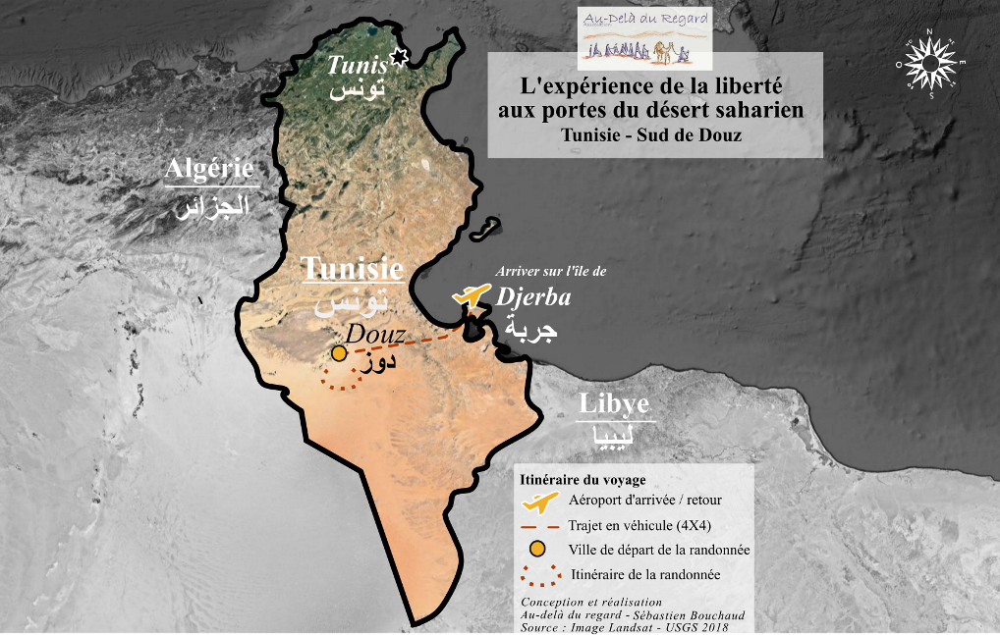 Au-Delà du Regard
L'expérience de la liberté
aux portes du désert saharien
Tunisie - Sud de Douz
N
E
S
O
Tunis
تونس
Algérie
الجزائر
Tunisie
تونس
Arriver sur l'île de
Djerba
جربة
Douz
دوز
Libye
ليبيا
Itinéraire du voyage
Aéroport d'arrivée / retour
Trajet en véhicule (4X4)
Ville de départ de la randonnée
Itinéraire de la randonnée
Conception et réalisation
Au-delà du regard - Sébastien Bouchaud
Source : Image Landsat - USGS 2018